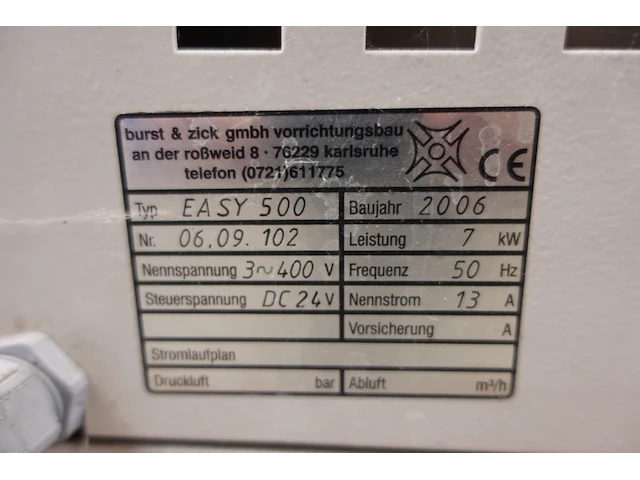 burst & zick gmbh vorrichtungsbau
an der roßweid 8 · 76229 karlsruhe
telefon (0721)611775
CE
Typ EASY 500 Baujahr 2006
Nr. 06.09.102 Leistung 7 kW
Nennspannung 3~400 V Frequenz 50 Hz
Steuerspannung DC 24 V Nennstrom 13 A
Vorsicherung A
Stromlaufplan
Druckluft bar Abluft m³/h